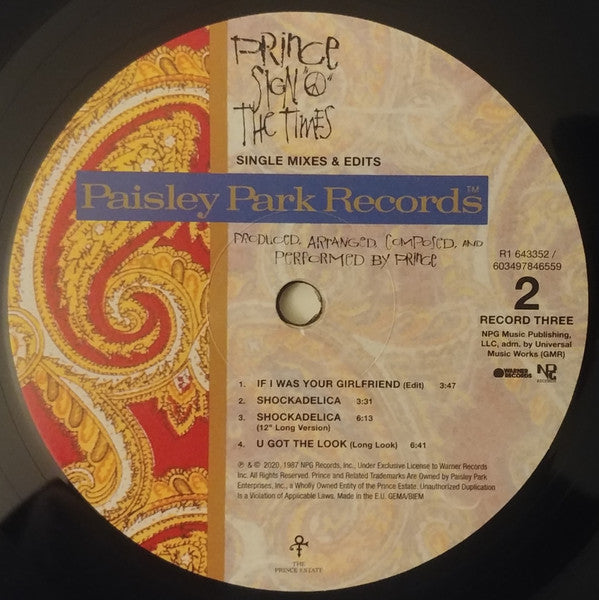 Prince
Sign "☮"
The Times
SINGLE MIXES & EDITS
Paisley Park Records™
PRODUCED, ARRANGED, COMPOSED, AND
PERFORMED BY PRINCE
R1 643352 /
603497846559
2
RECORD THREE
NPG Music Publishing,
LLC, adm. by Universal
Music Works (GMR)
WARNER
RECORDS
NPG
RECORDS
1. IF I WAS YOUR GIRLFRIEND (Edit) 3:47
2. SHOCKADELICA 3:31
3. SHOCKADELICA 6:13
(12" Long Version)
4. U GOT THE LOOK (Long Look) 6:41
℗ & © 2020, 1987 NPG Records, Inc., Under Exclusive License to Warner Records
Inc. All Rights Reserved. Prince and Related Trademarks Are Owned by Paisley Park
Enterprises, Inc., a Wholly Owned Entity of the Prince Estate. Unauthorized Duplication
Is a Violation of Applicable Laws. Made in the E.U. GEMA/BIEM
THE
PRINCE ESTATE